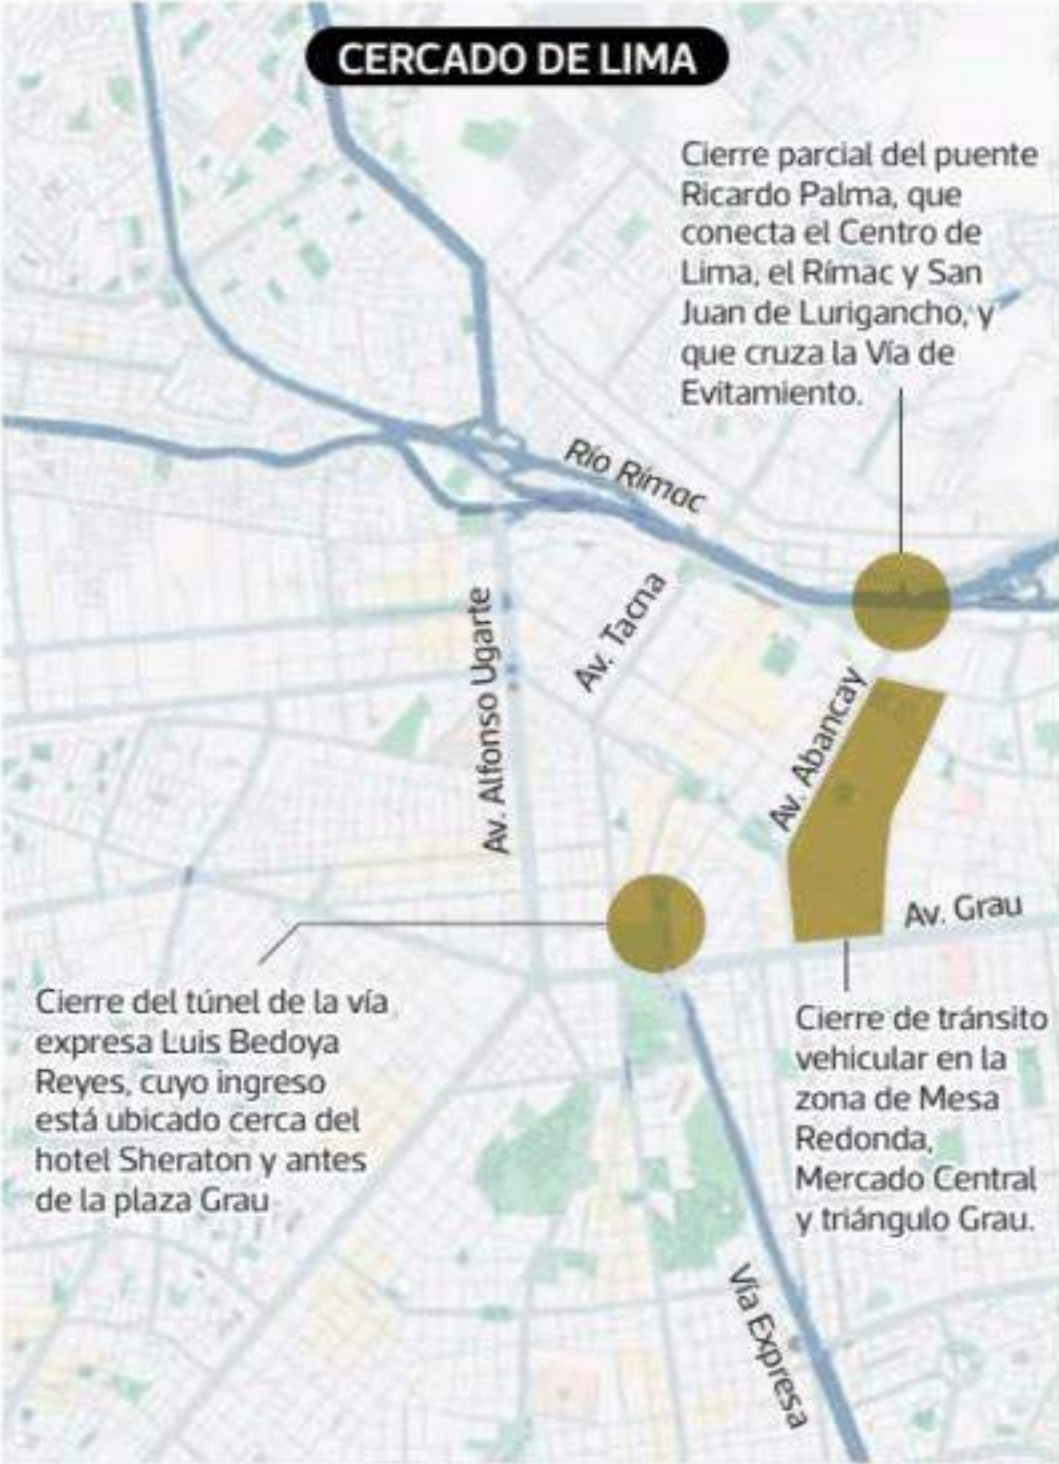 CERCADO DE LIMA
Cierre parcial del puente
Ricardo Palma, que
conecta el Centro de
Lima, el Rímac y San
Juan de Lurigancho, y
que cruza la Vía de
Evitamiento.
Río Rímac
Av. Tacna
Av. Alfonso Ugarte
Av. Abancay
Av. Grau
Cierre del túnel de la vía
expresa Luis Bedoya
Reyes, cuyo ingreso
está ubicado cerca del
hotel Sheraton y antes
de la plaza Grau
Cierre de tránsito
vehicular en la
zona de Mesa
Redonda,
Mercado Central
y triángulo Grau.
Vía Expresa